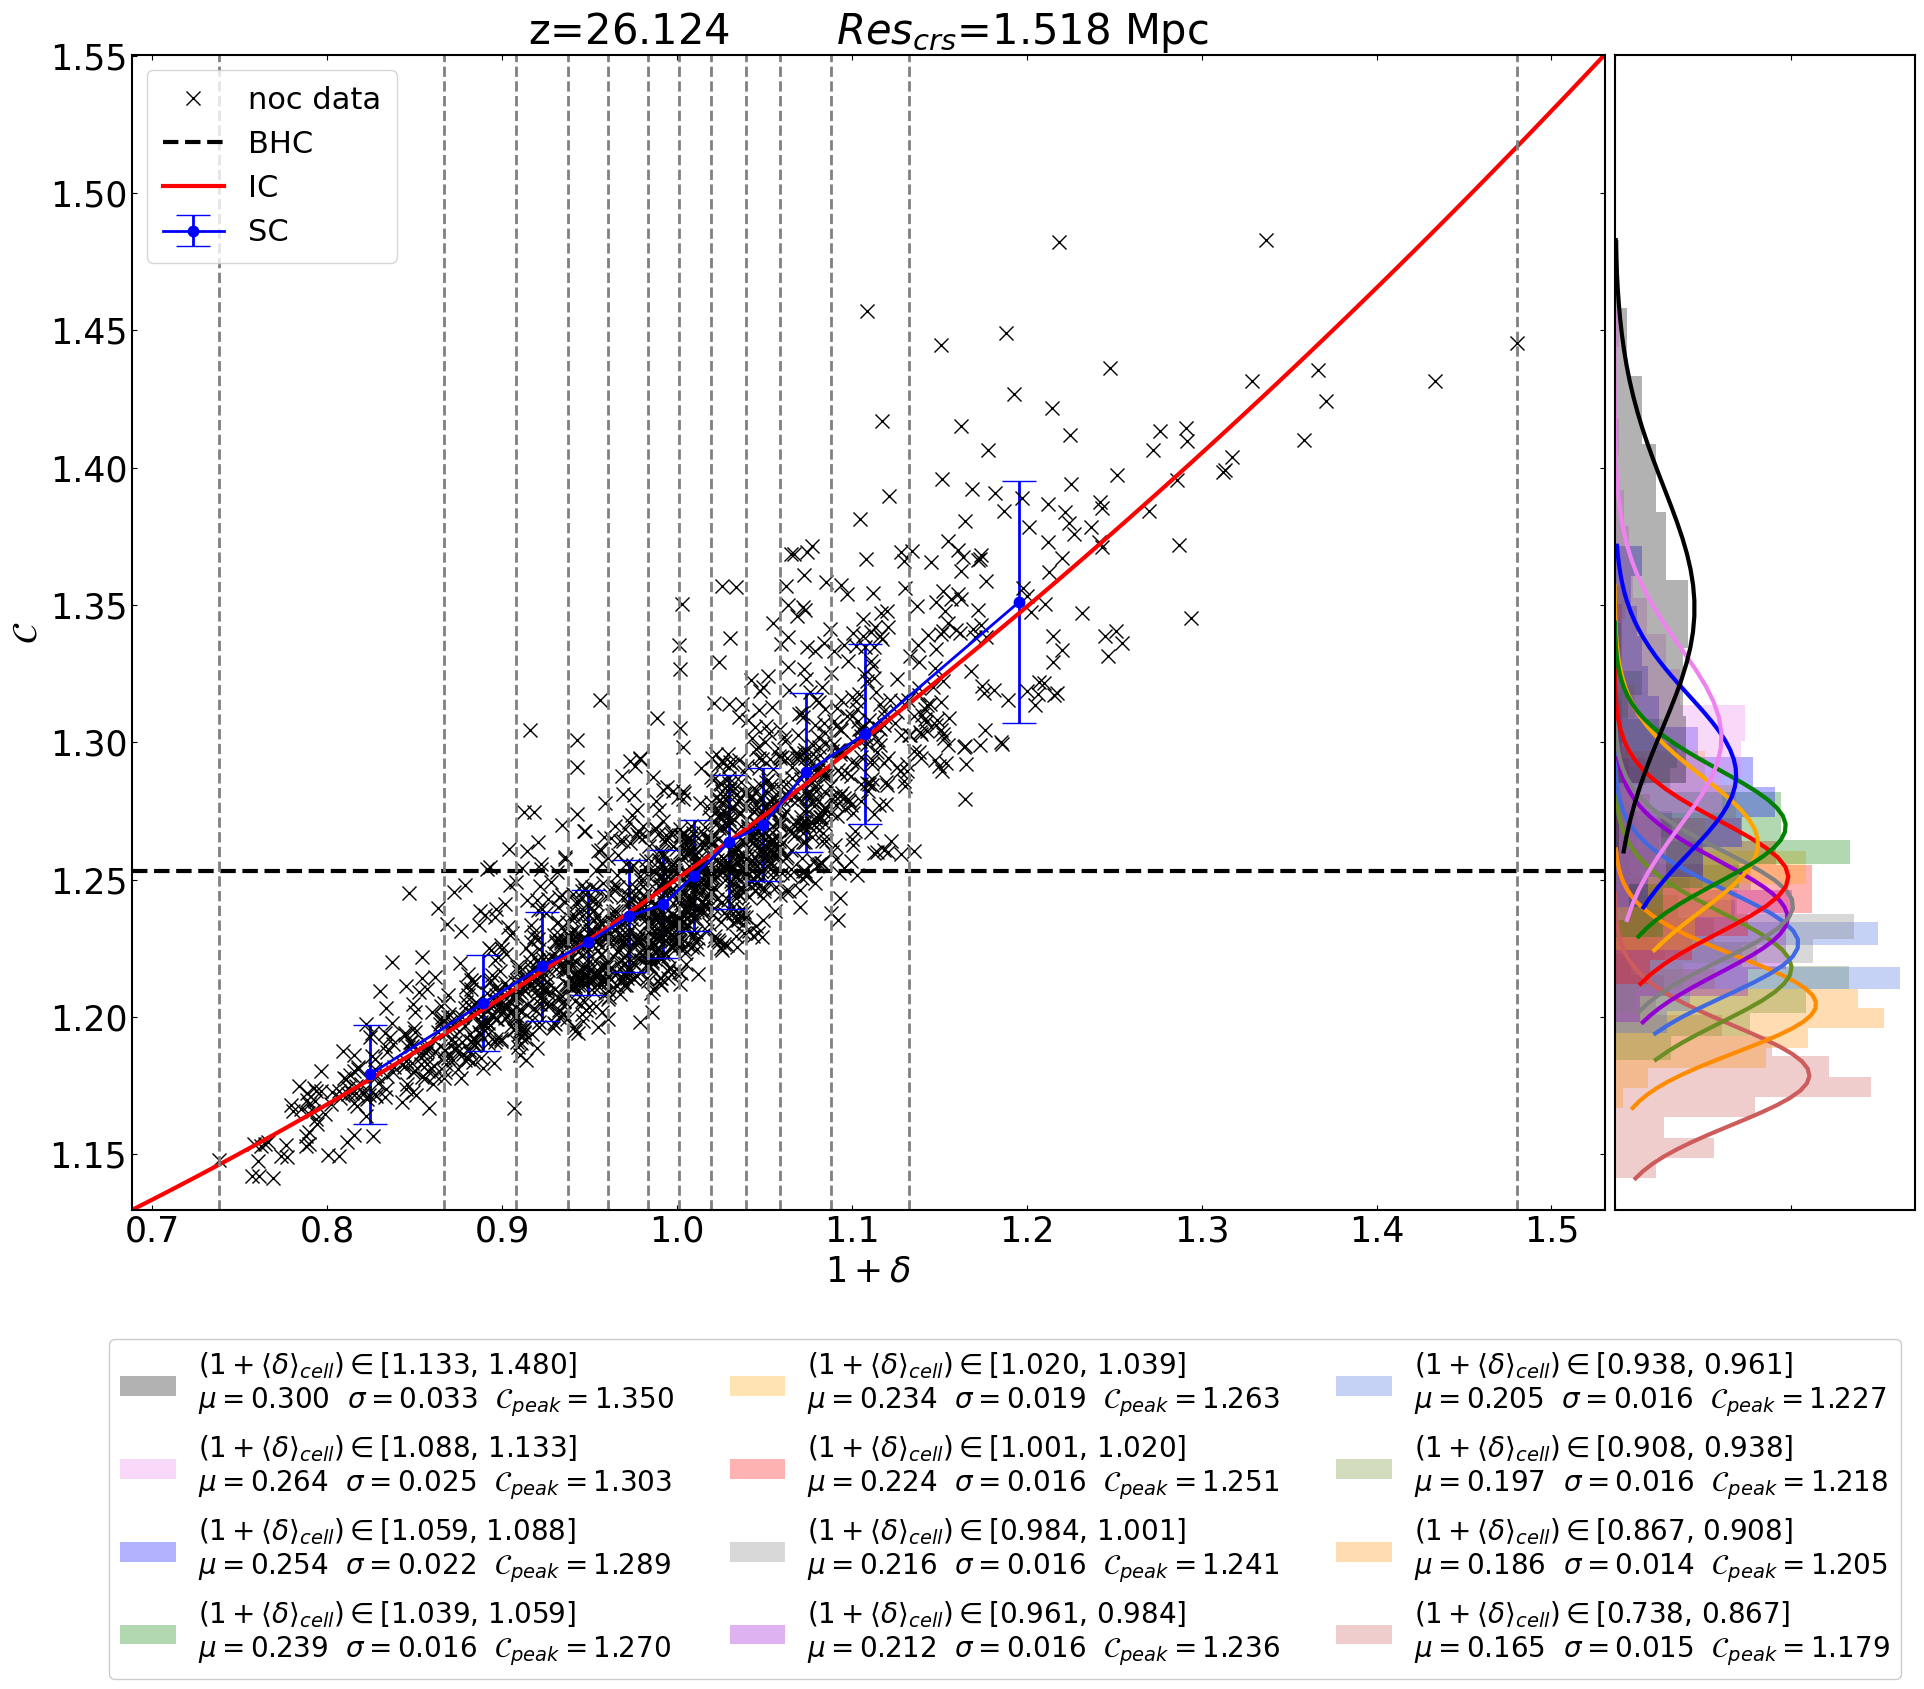 z=26.124 Res_crs=1.518 Mpc
1.55
1.50
1.45
1.40
1.35
1.30
1.25
1.20
1.15
𝒞
noc data
BHC
IC
SC
0.7 0.8 0.9 1.0 1.1 1.2 1.3 1.4 1.5
1 + δ
(1 + ⟨δ⟩_cell) ∈ [1.133, 1.480]
μ = 0.300 σ = 0.033 𝒞_peak = 1.350
(1 + ⟨δ⟩_cell) ∈ [1.088, 1.133]
μ = 0.264 σ = 0.025 𝒞_peak = 1.303
(1 + ⟨δ⟩_cell) ∈ [1.059, 1.088]
μ = 0.254 σ = 0.022 𝒞_peak = 1.289
(1 + ⟨δ⟩_cell) ∈ [1.039, 1.059]
μ = 0.239 σ = 0.016 𝒞_peak = 1.270
(1 + ⟨δ⟩_cell) ∈ [1.020, 1.039]
μ = 0.234 σ = 0.019 𝒞_peak = 1.263
(1 + ⟨δ⟩_cell) ∈ [1.001, 1.020]
μ = 0.224 σ = 0.016 𝒞_peak = 1.251
(1 + ⟨δ⟩_cell) ∈ [0.984, 1.001]
μ = 0.216 σ = 0.016 𝒞_peak = 1.241
(1 + ⟨δ⟩_cell) ∈ [0.961, 0.984]
μ = 0.212 σ = 0.016 𝒞_peak = 1.236
(1 + ⟨δ⟩_cell) ∈ [0.938, 0.961]
μ = 0.205 σ = 0.016 𝒞_peak = 1.227
(1 + ⟨δ⟩_cell) ∈ [0.908, 0.938]
μ = 0.197 σ = 0.016 𝒞_peak = 1.218
(1 + ⟨δ⟩_cell) ∈ [0.867, 0.908]
μ = 0.186 σ = 0.014 𝒞_peak = 1.205
(1 + ⟨δ⟩_cell) ∈ [0.738, 0.867]
μ = 0.165 σ = 0.015 𝒞_peak = 1.179